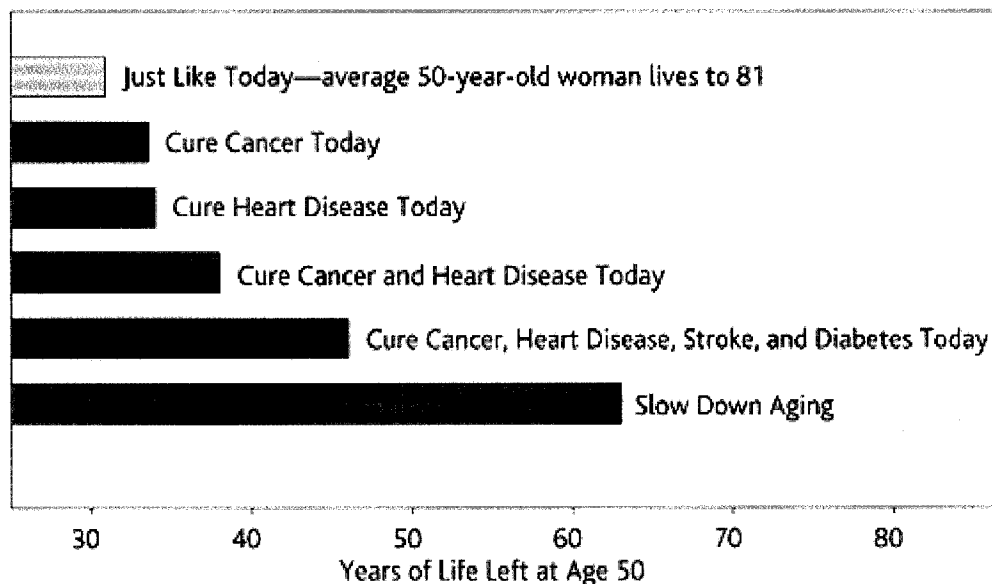 Just Like Today—average 50-year-old woman lives to 81
Cure Cancer Today
Cure Heart Disease Today
Cure Cancer and Heart Disease Today
Cure Cancer, Heart Disease, Stroke, and Diabetes Today
Slow Down Aging
30 40 50 60 70 80
Years of Life Left at Age 50